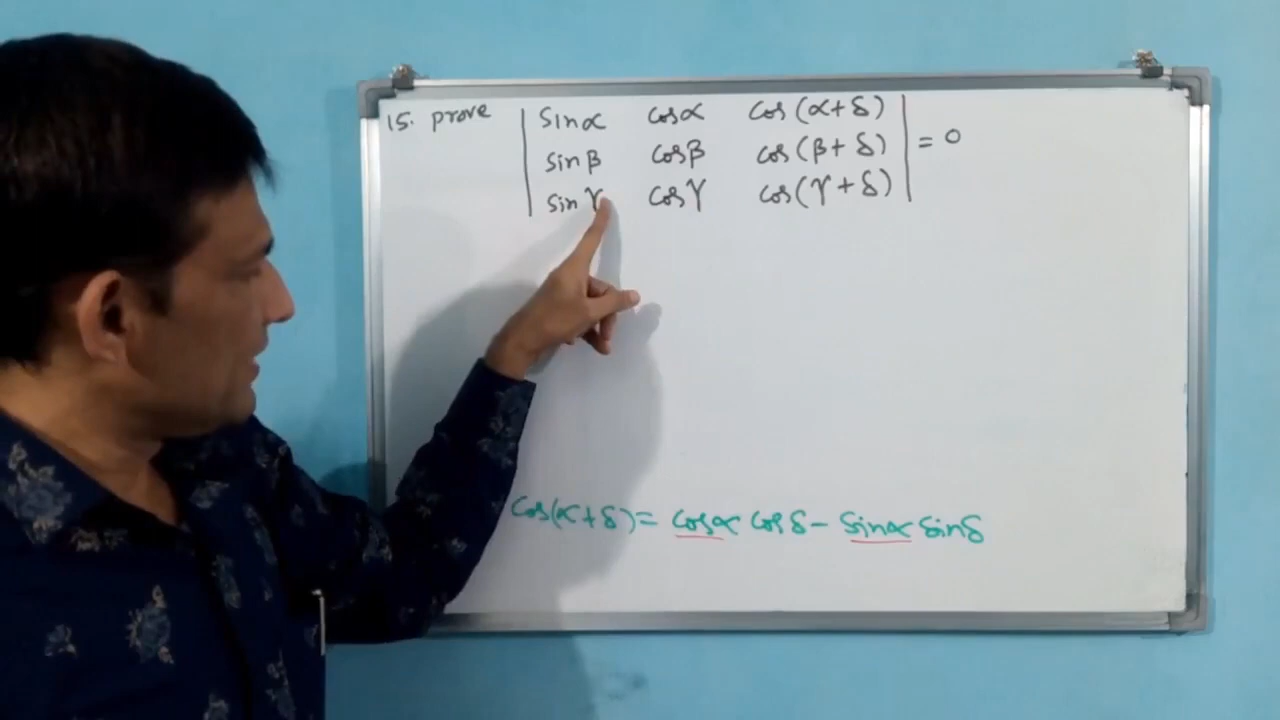 15. prove | sinα cosα cos(α+δ) |
| sinβ cosβ cos(β+δ) | = 0
| sinγ cosγ cos(γ+δ) |
cos(α+δ) = cosα cosδ - sinα sinδ